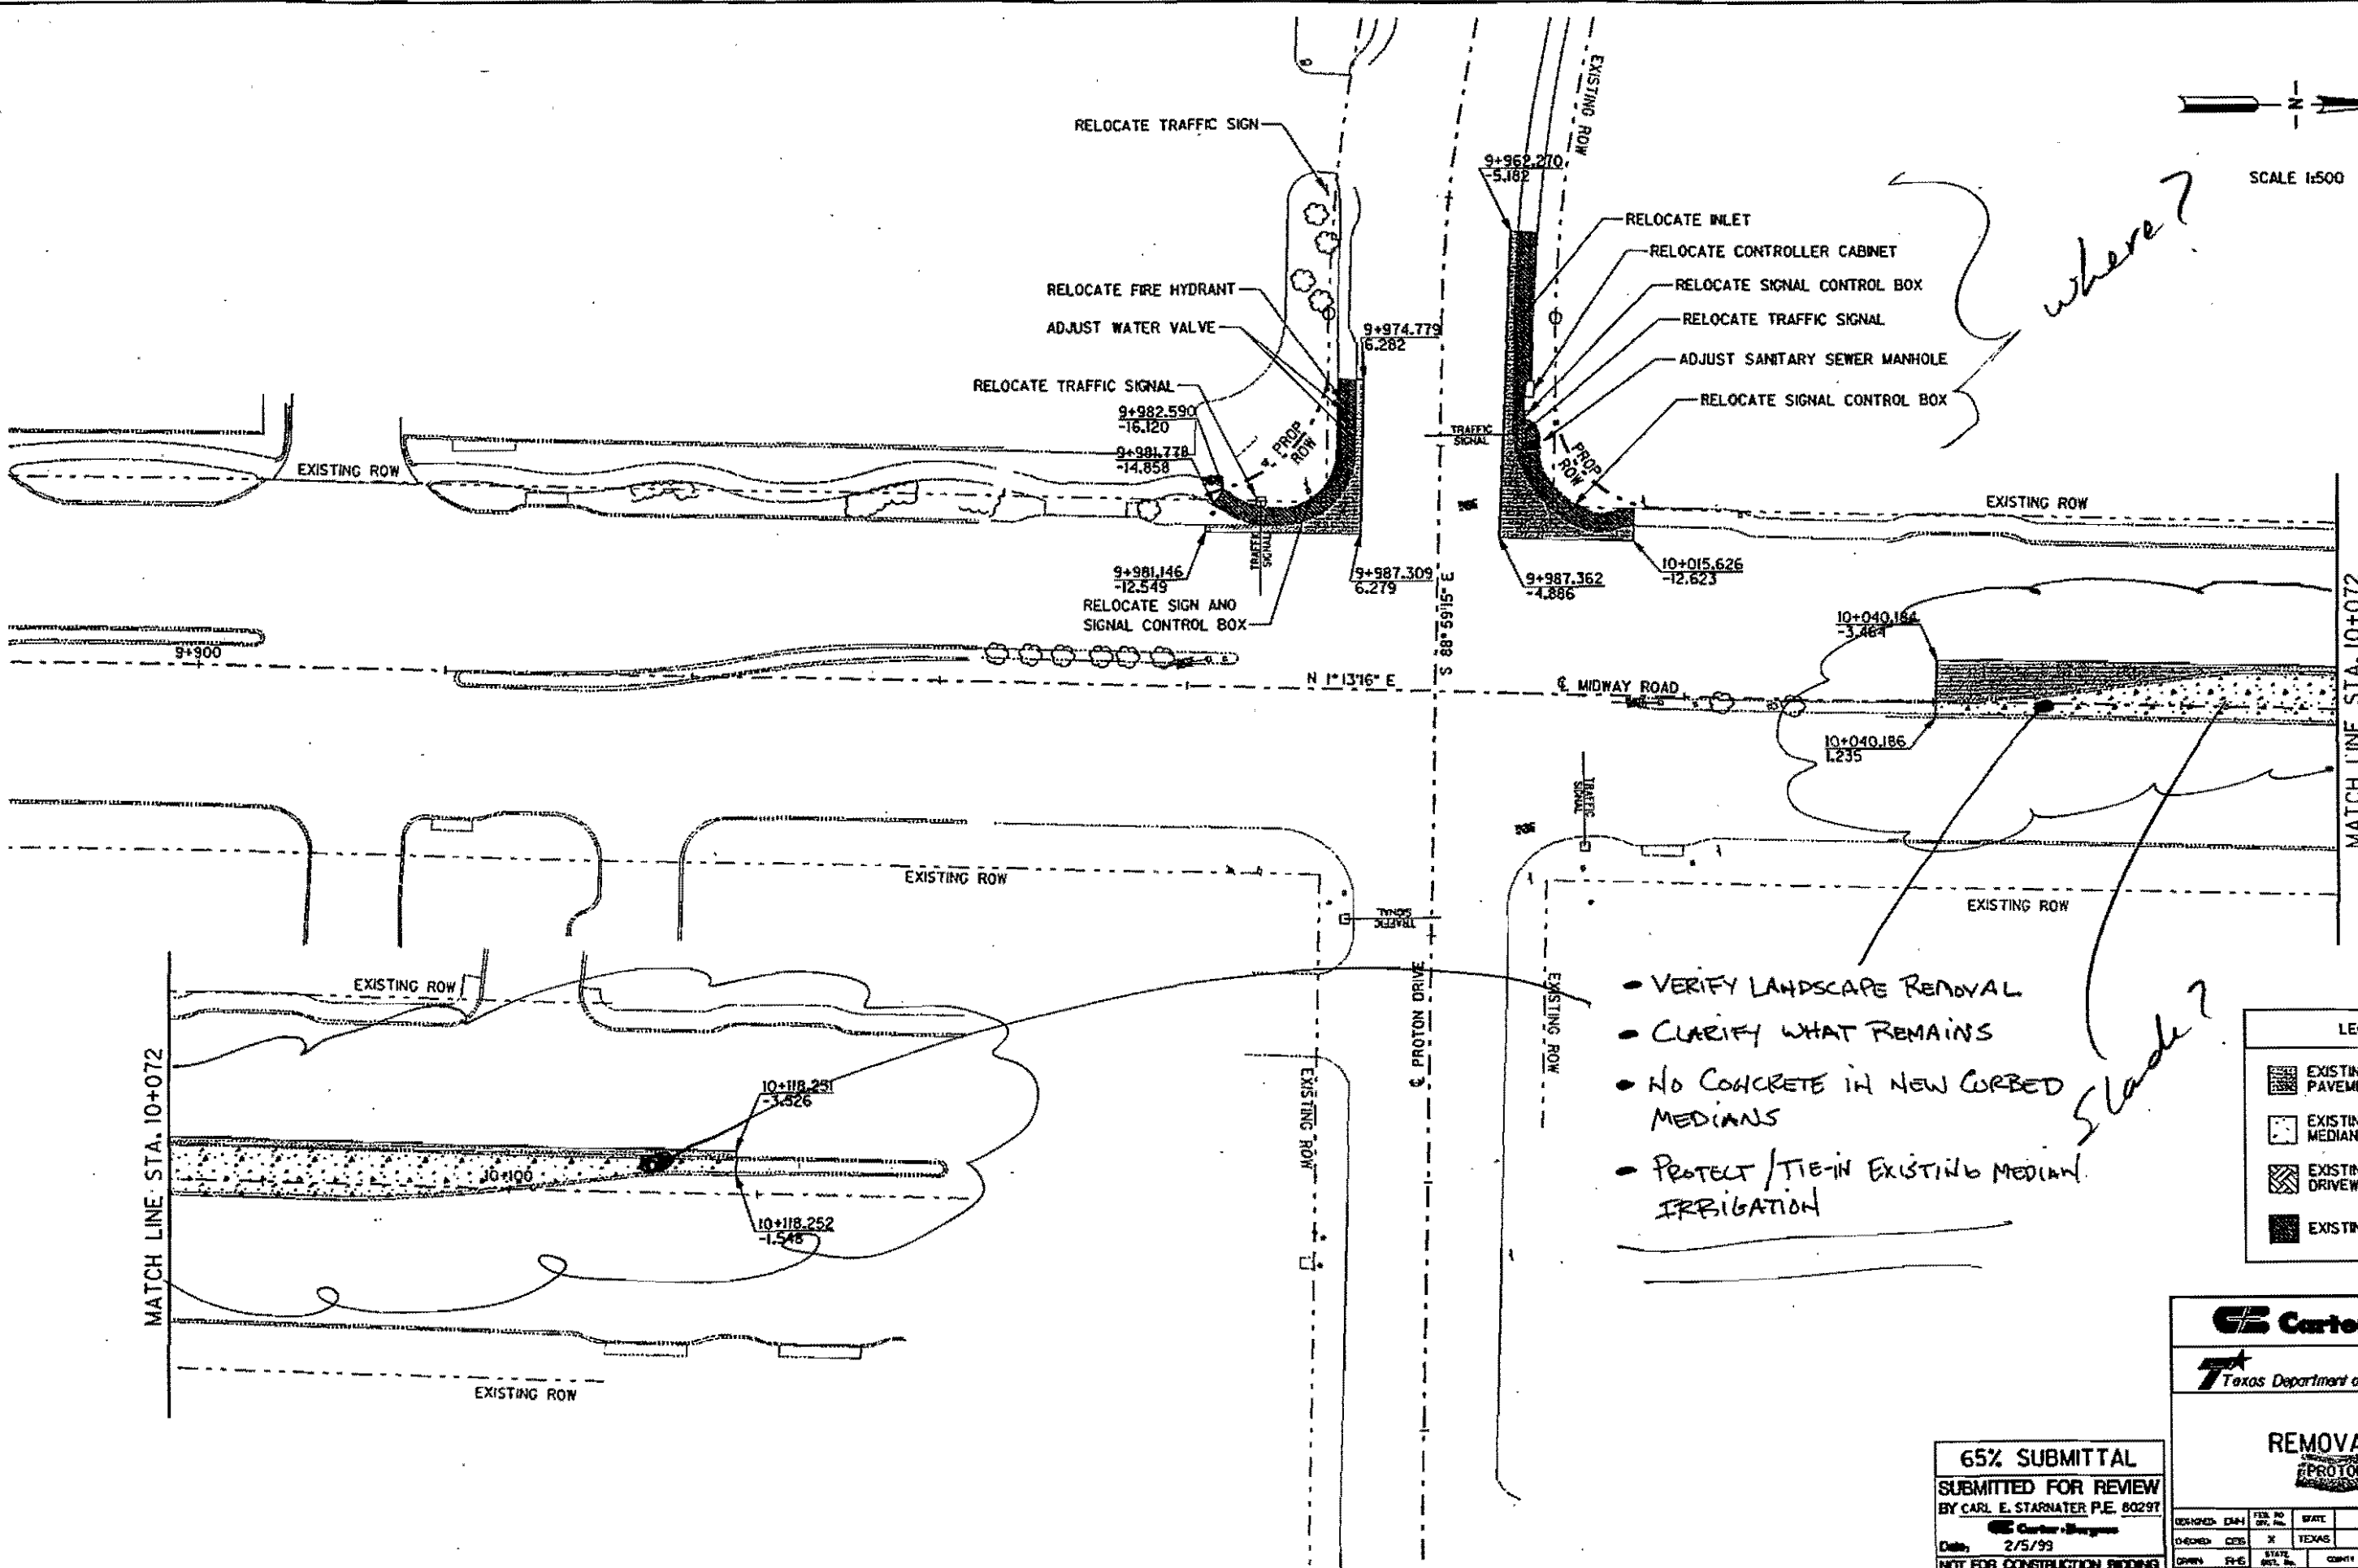 RELOCATE TRAFFIC SIGN
EXISTING ROW
N
SCALE 1:500
where?
9+962.270
-5.182
RELOCATE INLET
RELOCATE CONTROLLER CABINET
RELOCATE SIGNAL CONTROL BOX
RELOCATE TRAFFIC SIGNAL
ADJUST SANITARY SEWER MANHOLE
RELOCATE SIGNAL CONTROL BOX
RELOCATE FIRE HYDRANT
ADJUST WATER VALVE
9+974.779
6.282
RELOCATE TRAFFIC SIGNAL
9+982.590
-16.120
9+981.778
-14.858
PROP
ROW
TRAFFIC
SIGNAL
PROP
ROW
EXISTING ROW
EXISTING ROW
TRAFFIC
SIGNAL
9+981.146
-12.549
9+987.309
6.279
9+987.362
-4.886
10+015.626
-12.623
RELOCATE SIGN AND
SIGNAL CONTROL BOX
S 88° 59'15" E
9+900
N 1°13'16" E
℄ MIDWAY ROAD
10+040.184
-3.464
10+040.186
1.235
MATCH LINE STA. 10+072
TRAFFIC
SIGNAL
EXISTING ROW
EXISTING ROW
TRAFFIC
SIGNAL
EXISTING ROW
℄ PROTON DRIVE
EXISTING ROW
EXISTING ROW
MATCH LINE STA. 10+072
10+118.251
-3.526
10+100
10+118.252
-1.548
EXISTING ROW
• VERIFY LANDSCAPE REMOVAL
• CLARIFY WHAT REMAINS
• NO CONCRETE IN NEW CURBED
MEDIANS
• PROTECT / TIE-IN EXISTING MEDIAN
IRRIGATION
Slade?
65% SUBMITTAL
SUBMITTED FOR REVIEW
BY CARL E. STARNATER P.E. 80297
Carter & Burgess
Date, 2/5/99
NOT FOR CONSTRUCTION BIDDING
Texas Department
STATE
TEXAS